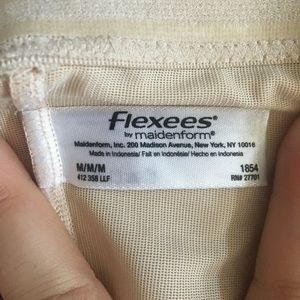 flexees®
by maidenform®
Maidenform, Inc. 200 Madison Avenue, New York, NY 10016
Made in Indonesia/ Fait en Indonésie/ Hecho en Indonesia
M/M/M 1854
412 358 LLF RN# 27701